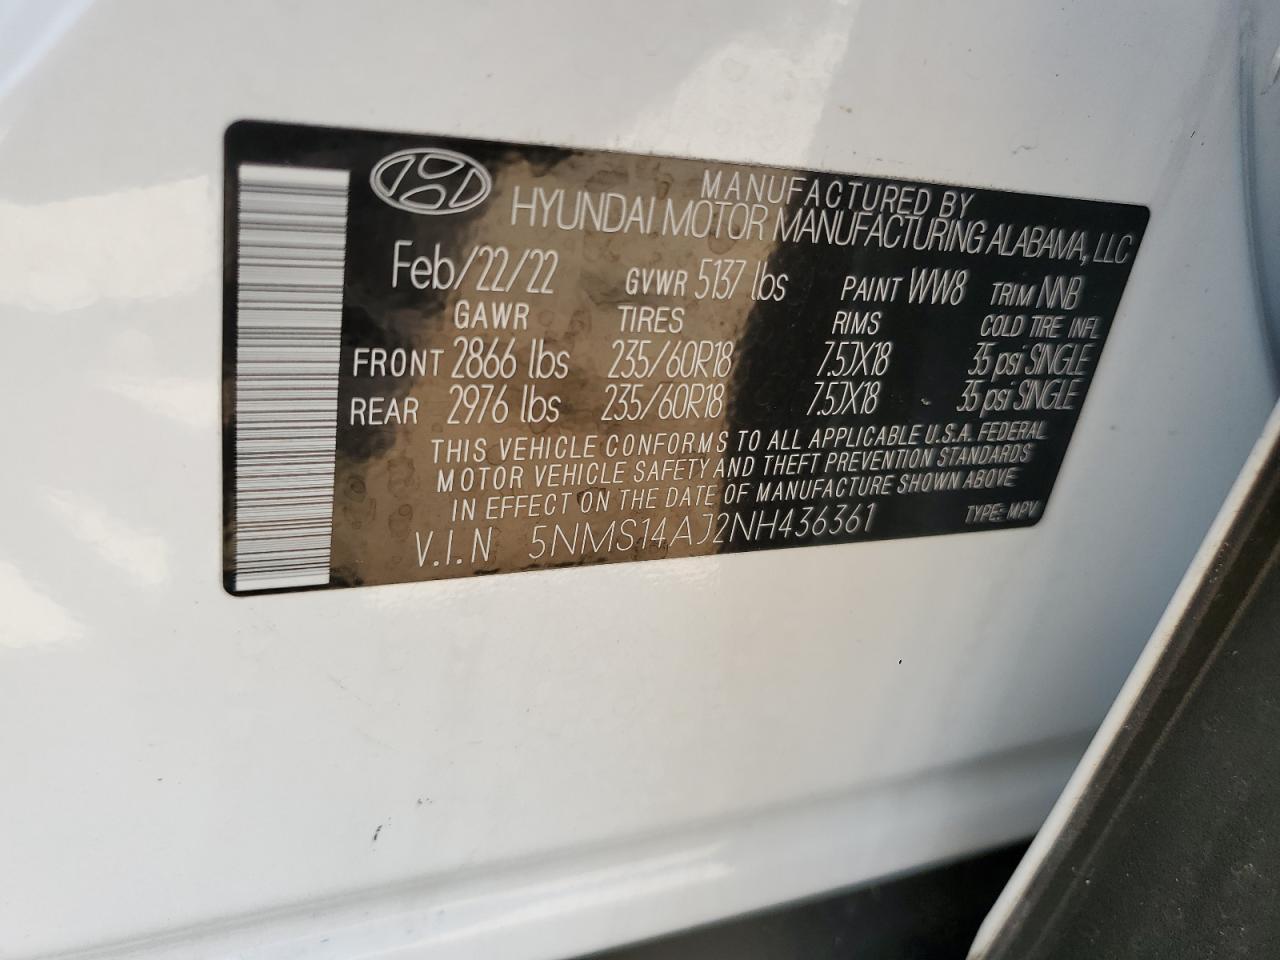 MANUFACTURED BY
HYUNDAI MOTOR MANUFACTURING ALABAMA, LLC
Feb/22/22 GVWR 5137 lbs PAINT WW8 TRIM NNB
GAWR TIRES RIMS COLD TIRE INFL
FRONT 2866 lbs 235/60R18 7.5JX18 35 psi SINGLE
REAR 2976 lbs 235/60R18 7.5JX18 35 psi SINGLE
THIS VEHICLE CONFORMS TO ALL APPLICABLE U.S.A. FEDERAL
MOTOR VEHICLE SAFETY AND THEFT PREVENTION STANDARDS
IN EFFECT ON THE DATE OF MANUFACTURE SHOWN ABOVE
V.I.N 5NMS14AJ2NH436361 TYPE: MPV